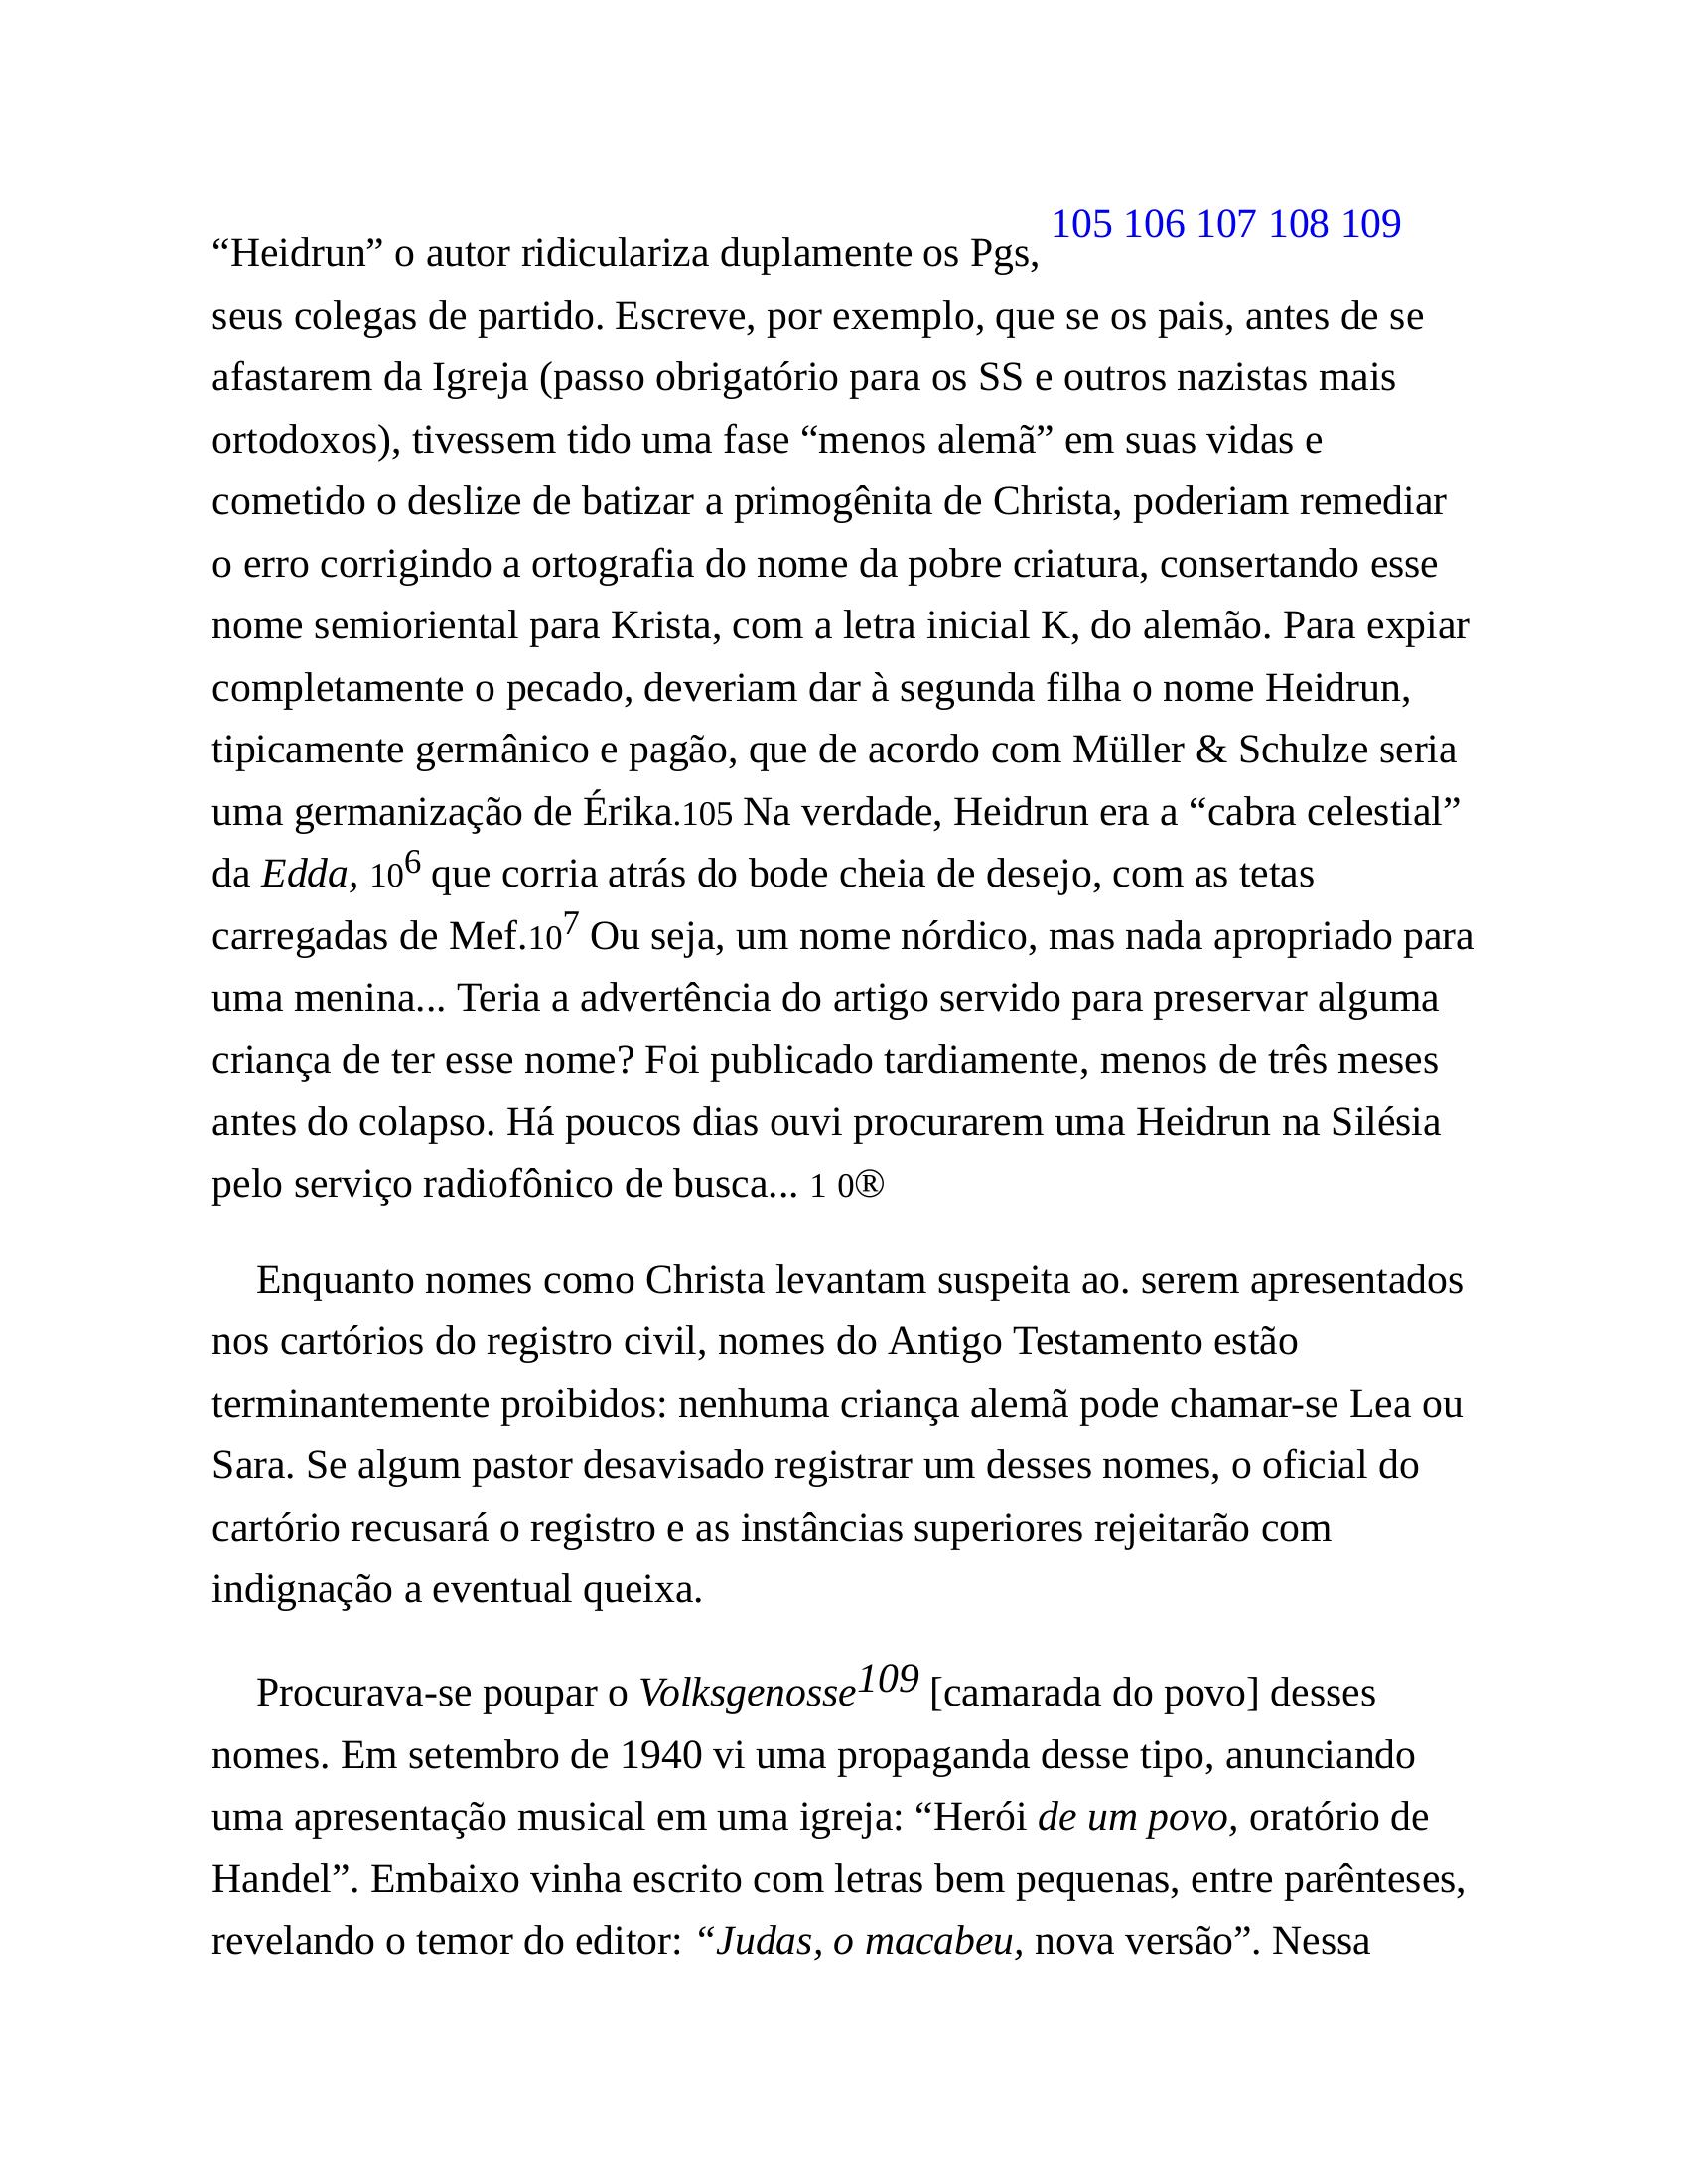 “Heidrun” o autor ridiculariza duplamente os Pgs, 105 106 107 108 109
seus colegas de partido. Escreve, por exemplo, que se os pais, antes de se
afastarem da Igreja (passo obrigatório para os SS e outros nazistas mais
ortodoxos), tivessem tido uma fase “menos alemã” em suas vidas e
cometido o deslize de batizar a primogênita de Christa, poderiam remediar
o erro corrigindo a ortografia do nome da pobre criatura, consertando esse
nome semioriental para Krista, com a letra inicial K, do alemão. Para expiar
completamente o pecado, deveriam dar à segunda filha o nome Heidrun,
tipicamente germânico e pagão, que de acordo com Müller & Schulze seria
uma germanização de Érika.105 Na verdade, Heidrun era a “cabra celestial”
da Edda, 106 que corria atrás do bode cheia de desejo, com as tetas
carregadas de Mef.107 Ou seja, um nome nórdico, mas nada apropriado para
uma menina... Teria a advertência do artigo servido para preservar alguma
criança de ter esse nome? Foi publicado tardiamente, menos de três meses
antes do colapso. Há poucos dias ouvi procurarem uma Heidrun na Silésia
pelo serviço radiofônico de busca... 1 0®
Enquanto nomes como Christa levantam suspeita ao. serem apresentados
nos cartórios do registro civil, nomes do Antigo Testamento estão
terminantemente proibidos: nenhuma criança alemã pode chamar-se Lea ou
Sara. Se algum pastor desavisado registrar um desses nomes, o oficial do
cartório recusará o registro e as instâncias superiores rejeitarão com
indignação a eventual queixa.
Procurava-se poupar o Volksgenosse109 [camarada do povo] desses
nomes. Em setembro de 1940 vi uma propaganda desse tipo, anunciando
uma apresentação musical em uma igreja: “Herói de um povo, oratório de
Handel”. Embaixo vinha escrito com letras bem pequenas, entre parênteses,
revelando o temor do editor: “Judas, o macabeu, nova versão”. Nessa